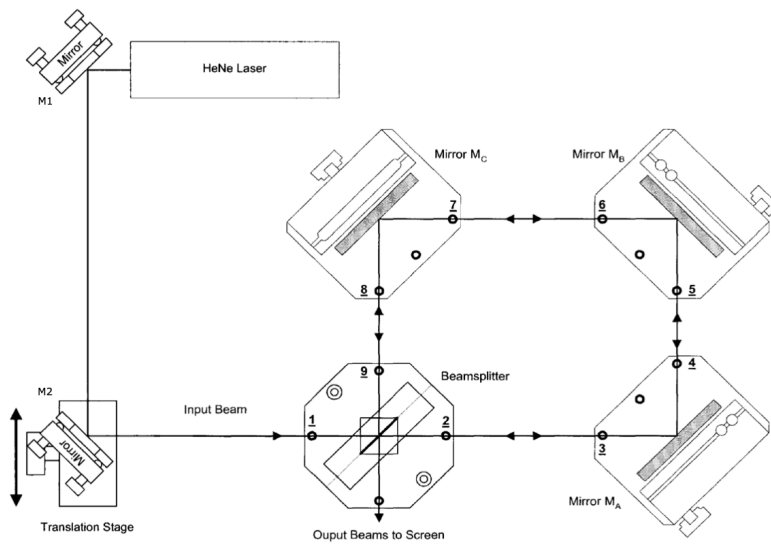 Mirror
HeNe Laser
M1
Mirror M_C
Mirror M_B
7
6
8
5
9
4
Beamsplitter
M2
Input Beam
1
2
3
Mirror
Mirror M_A
Translation Stage
Ouput Beams to Screen